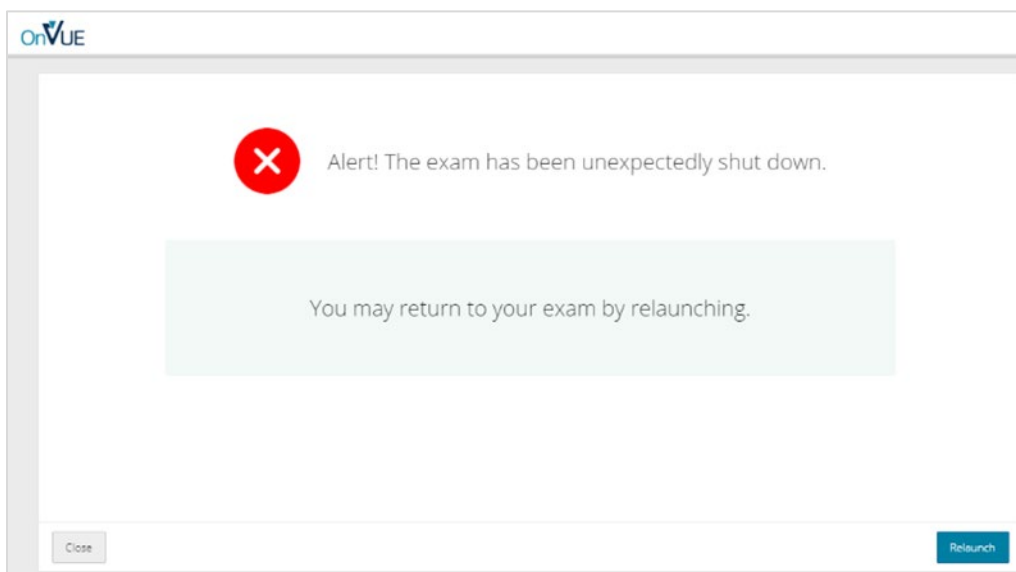 OnVUE
Alert! The exam has been unexpectedly shut down.
You may return to your exam by relaunching.
Close
Relaunch